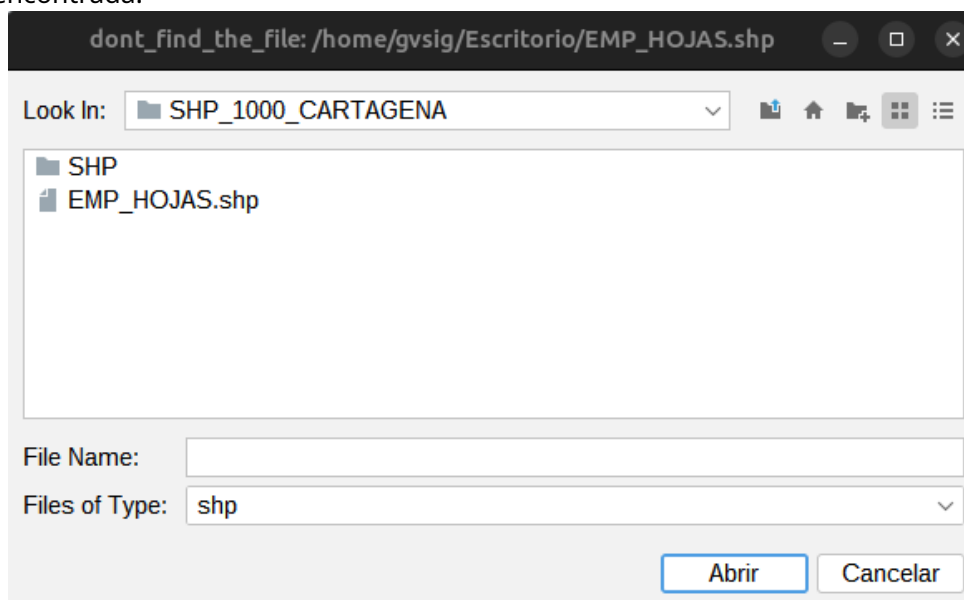 encontrada.
dont_find_the_file: /home/gvsig/Escritorio/EMP_HOJAS.shp
Look In: SHP_1000_CARTAGENA
SHP
EMP_HOJAS.shp
File Name:
Files of Type: shp
Abrir Cancelar